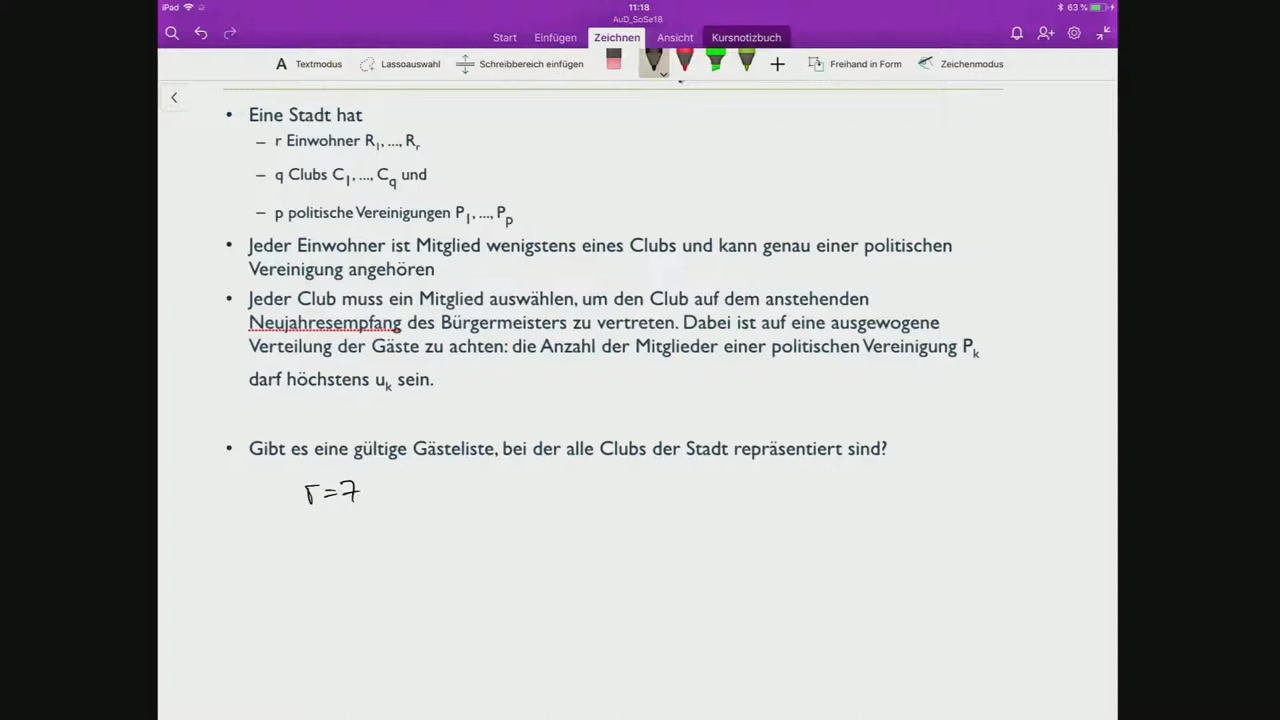 iPad
11:18
63 %
AuD_SoSe18
Start Einfügen Zeichnen Ansicht Kursnotizbuch
A Textmodus Lassoauswahl Schreibbereich einfügen Freihand in Form Zeichenmodus
• Eine Stadt hat
– r Einwohner R1, ..., Rr
– q Clubs C1, ..., Cq und
– p politische Vereinigungen P1, ..., Pp
• Jeder Einwohner ist Mitglied wenigstens eines Clubs und kann genau einer politischen
Vereinigung angehören
• Jeder Club muss ein Mitglied auswählen, um den Club auf dem anstehenden
Neujahresempfang des Bürgermeisters zu vertreten. Dabei ist auf eine ausgewogene
Verteilung der Gäste zu achten: die Anzahl der Mitglieder einer politischen Vereinigung Pk
darf höchstens uk sein.
• Gibt es eine gültige Gästeliste, bei der alle Clubs der Stadt repräsentiert sind?
r=7